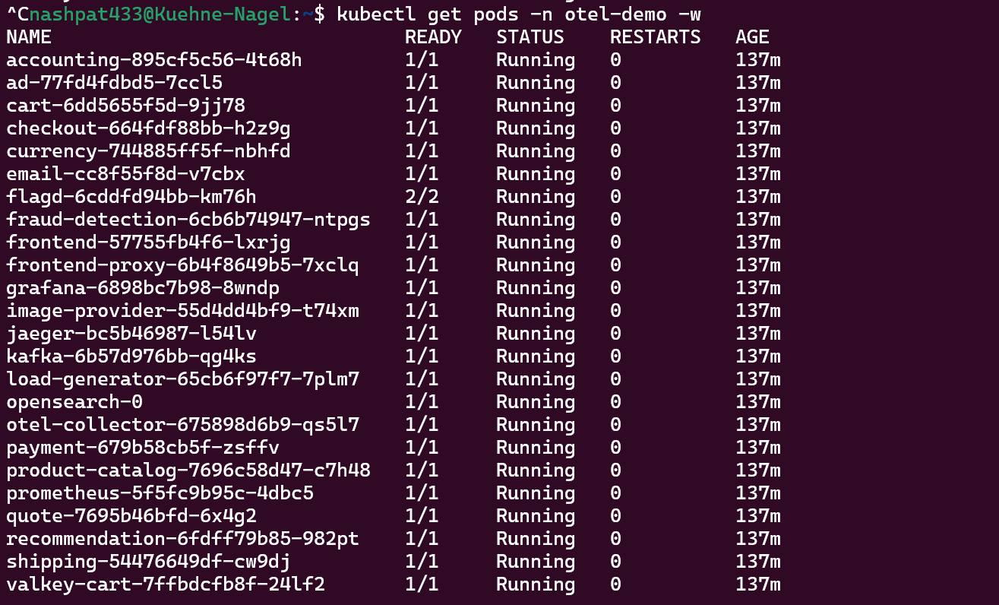 ^Cnashpat433@Kuehne-Nagel:~$ kubectl get pods -n otel-demo -w
NAME READY STATUS RESTARTS AGE
accounting-895cf5c56-4t68h 1/1 Running 0 137m
ad-77fd4fdbd5-7ccl5 1/1 Running 0 137m
cart-6dd5655f5d-9jj78 1/1 Running 0 137m
checkout-664fdf88bb-h2z9g 1/1 Running 0 137m
currency-744885ff5f-nbhfd 1/1 Running 0 137m
email-cc8f55f8d-v7cbx 1/1 Running 0 137m
flagd-6cddfd94bb-km76h 2/2 Running 0 137m
fraud-detection-6cb6b74947-ntpgs 1/1 Running 0 137m
frontend-57755fb4f6-lxrjg 1/1 Running 0 137m
frontend-proxy-6b4f8649b5-7xclq 1/1 Running 0 137m
grafana-6898bc7b98-8wndp 1/1 Running 0 137m
image-provider-55d4dd4bf9-t74xm 1/1 Running 0 137m
jaeger-bc5b46987-l54lv 1/1 Running 0 137m
kafka-6b57d976bb-qg4ks 1/1 Running 0 137m
load-generator-65cb6f97f7-7plm7 1/1 Running 0 137m
opensearch-0 1/1 Running 0 137m
otel-collector-675898d6b9-qs5l7 1/1 Running 0 137m
payment-679b58cb5f-zsffv 1/1 Running 0 137m
product-catalog-7696c58d47-c7h48 1/1 Running 0 137m
prometheus-5f5fc9b95c-4dbc5 1/1 Running 0 137m
quote-7695b46bfd-6x4g2 1/1 Running 0 137m
recommendation-6fdff79b85-982pt 1/1 Running 0 137m
shipping-54476649df-cw9dj 1/1 Running 0 137m
valkey-cart-7ffbdcfb8f-24lf2 1/1 Running 0 137m